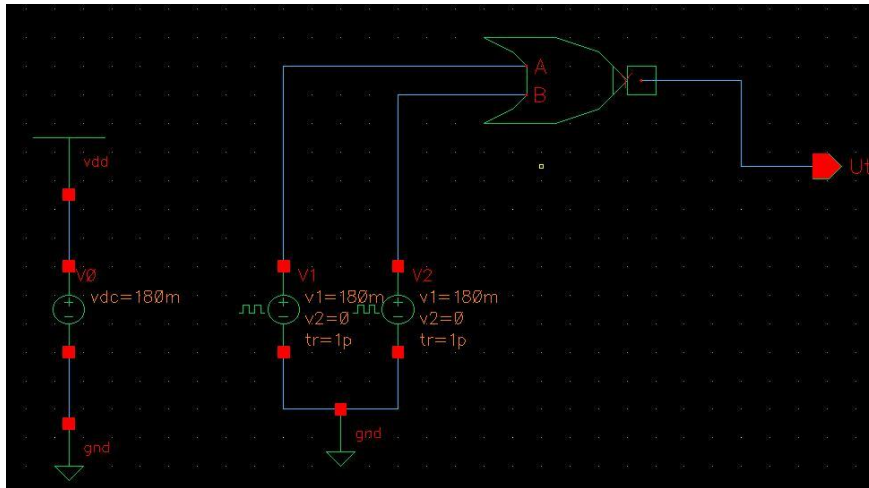 A
B
Ut
vdd
V0
vdc=180m
V1
v1=180m
v2=0
tr=1p
V2
v1=180m
v2=0
tr=1p
gnd
gnd